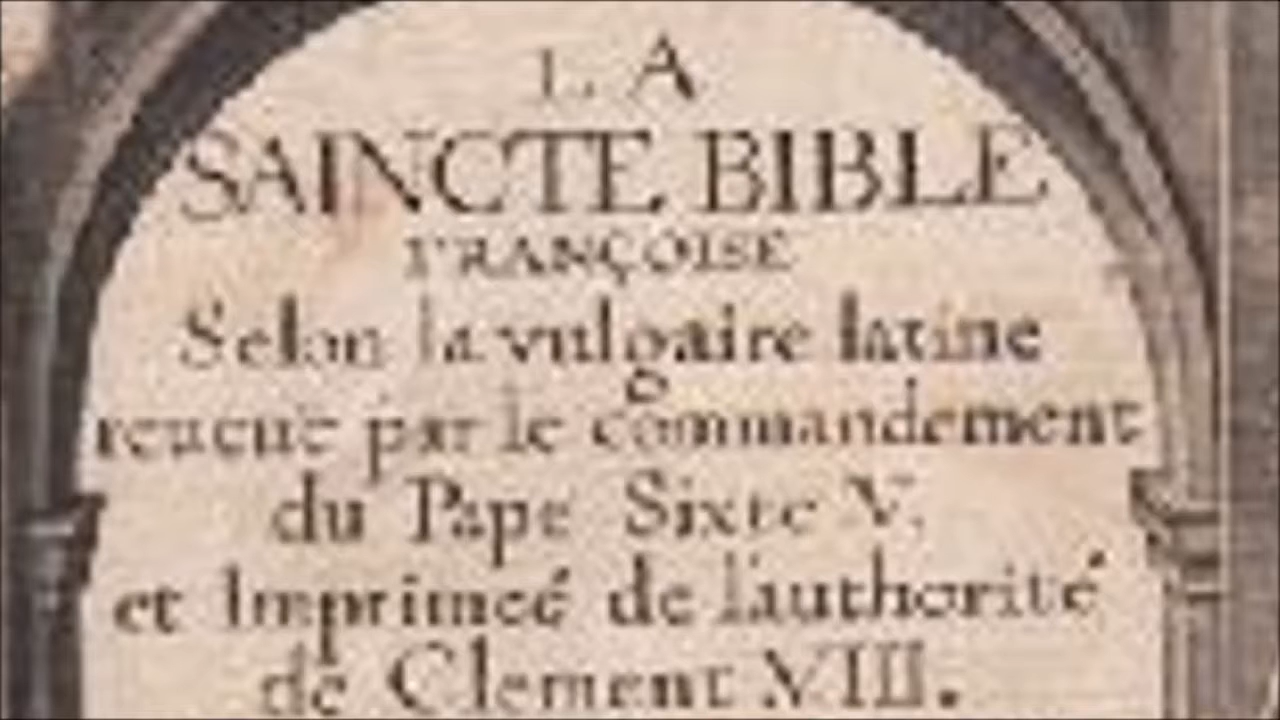 LA
SAINCTE BIBLE
FRANÇOISE
Selon la vulgaire latine
reueue par le commandement
du Pape Sixte V.
et Imprimeé de l'authorité
de Clement VIII.